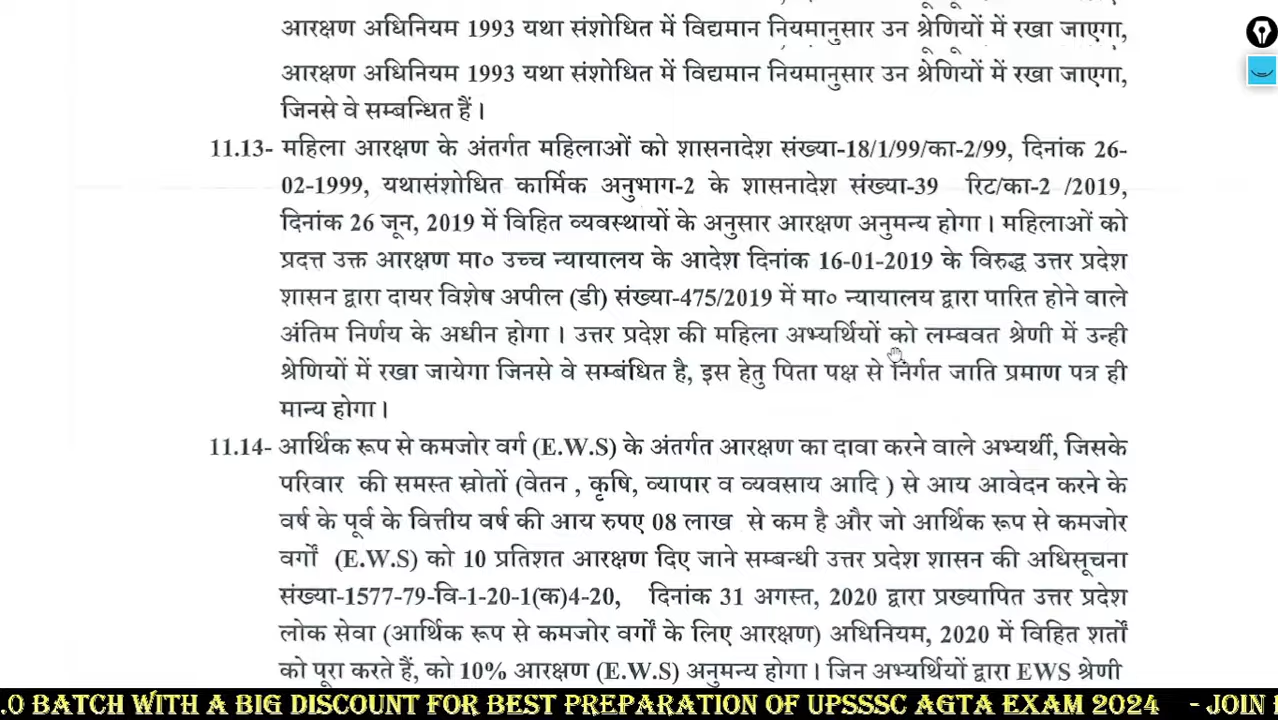 आरक्षण अधिनियम 1993 यथा संशोधित में विद्यमान नियमानुसार उन श्रेणियों में रखा जाएगा,
आरक्षण अधिनियम 1993 यथा संशोधित में विद्यमान नियमानुसार उन श्रेणियों में रखा जाएगा,
जिनसे वे सम्बन्धित हैं।
11.13- महिला आरक्षण के अंतर्गत महिलाओं को शासनादेश संख्या-18/1/99/का-2/99, दिनांक 26-
02-1999, यथासंशोधित कार्मिक अनुभाग-2 के शासनादेश संख्या-39 रिट/का-2 /2019,
दिनांक 26 जून, 2019 में विहित व्यवस्थायों के अनुसार आरक्षण अनुमन्य होगा। महिलाओं को
प्रदत्त उक्त आरक्षण मा० उच्च न्यायालय के आदेश दिनांक 16-01-2019 के विरुद्ध उत्तर प्रदेश
शासन द्वारा दायर विशेष अपील (डी) संख्या-475/2019 में मा० न्यायालय द्वारा पारित होने वाले
अंतिम निर्णय के अधीन होगा। उत्तर प्रदेश की महिला अभ्यर्थियों को लम्बवत श्रेणी में उन्ही
श्रेणियों में रखा जायेगा जिनसे वे सम्बंधित है, इस हेतु पिता पक्ष से निर्गत जाति प्रमाण पत्र ही
मान्य होगा।
11.14- आर्थिक रूप से कमजोर वर्ग (E.W.S) के अंतर्गत आरक्षण का दावा करने वाले अभ्यर्थी, जिसके
परिवार की समस्त स्रोतों (वेतन , कृषि, व्यापार व व्यवसाय आदि ) से आय आवेदन करने के
वर्ष के पूर्व के वित्तीय वर्ष की आय रुपए 08 लाख से कम है और जो आर्थिक रूप से कमजोर
वर्गों (E.W.S) को 10 प्रतिशत आरक्षण दिए जाने सम्बन्धी उत्तर प्रदेश शासन की अधिसूचना
संख्या-1577-79-वि-1-20-1(क)4-20, दिनांक 31 अगस्त, 2020 द्वारा प्रख्यापित उत्तर प्रदेश
लोक सेवा (आर्थिक रूप से कमजोर वर्गों के लिए आरक्षण) अधिनियम, 2020 में विहित शर्तों
को पूरा करते हैं, को 10% आरक्षण (E.W.S) अनुमन्य होगा। जिन अभ्यर्थियों द्वारा EWS श्रेणी
.O BATCH WITH A BIG DISCOUNT FOR BEST PREPARATION OF UPSSSC AGTA EXAM 2024 - JOIN